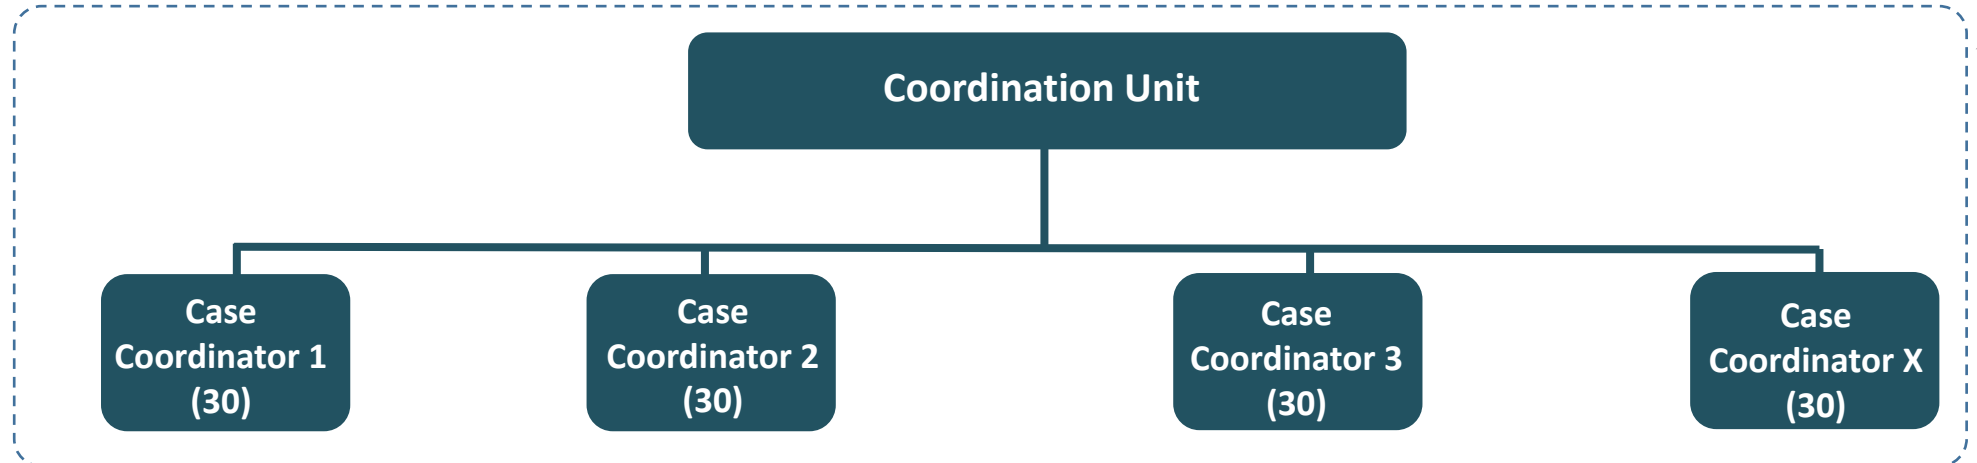 Coordination Unit
Case
Coordinator 1
(30)
Case
Coordinator 2
(30)
Case
Coordinator 3
(30)
Case
Coordinator X
(30)